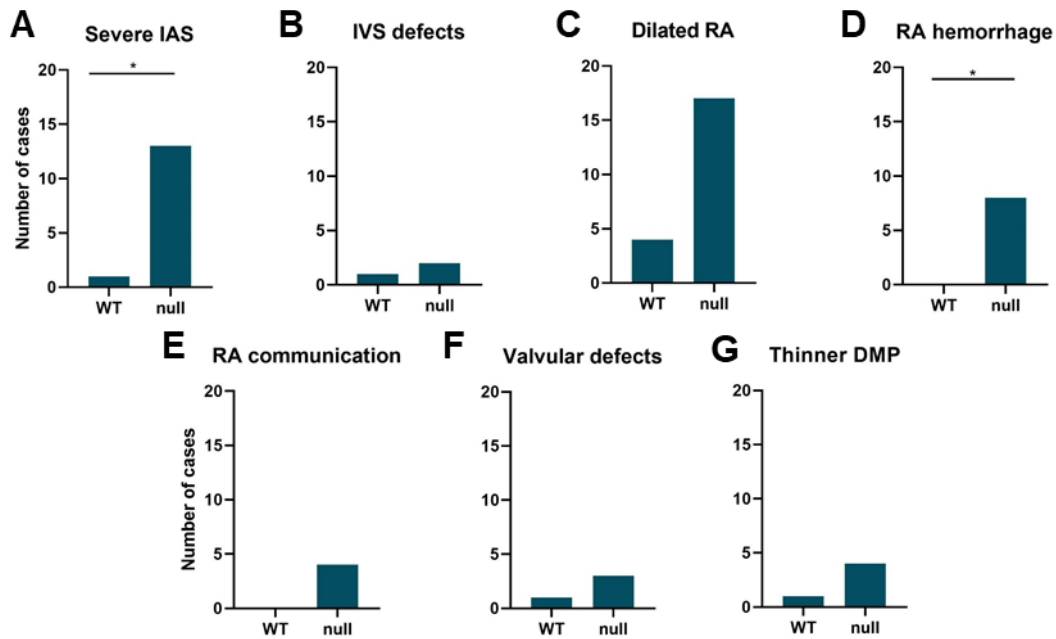 A Severe IAS
B IVS defects
C Dilated RA
D RA hemorrhage
Number of cases
20
15
10
5
0
*
WT null
20
15
10
5
0
WT null
20
15
10
5
0
WT null
20
15
10
5
0
*
WT null
E RA communication
F Valvular defects
G Thinner DMP
Number of cases
20
15
10
5
0
WT null
20
15
10
5
0
WT null
20
15
10
5
0
WT null